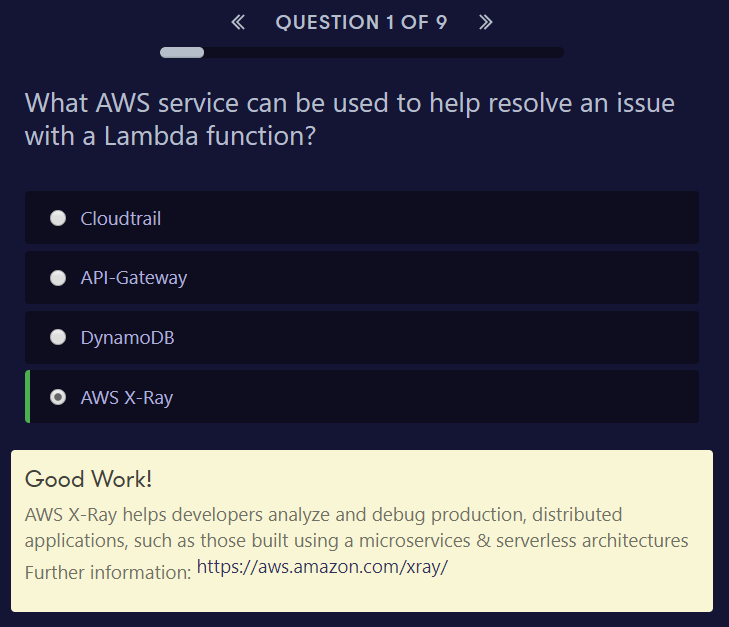 « QUESTION 1 OF 9 »
What AWS service can be used to help resolve an issue
with a Lambda function?
Cloudtrail
API-Gateway
DynamoDB
AWS X-Ray
Good Work!
AWS X-Ray helps developers analyze and debug production, distributed
applications, such as those built using a microservices & serverless architectures
Further information: https://aws.amazon.com/xray/